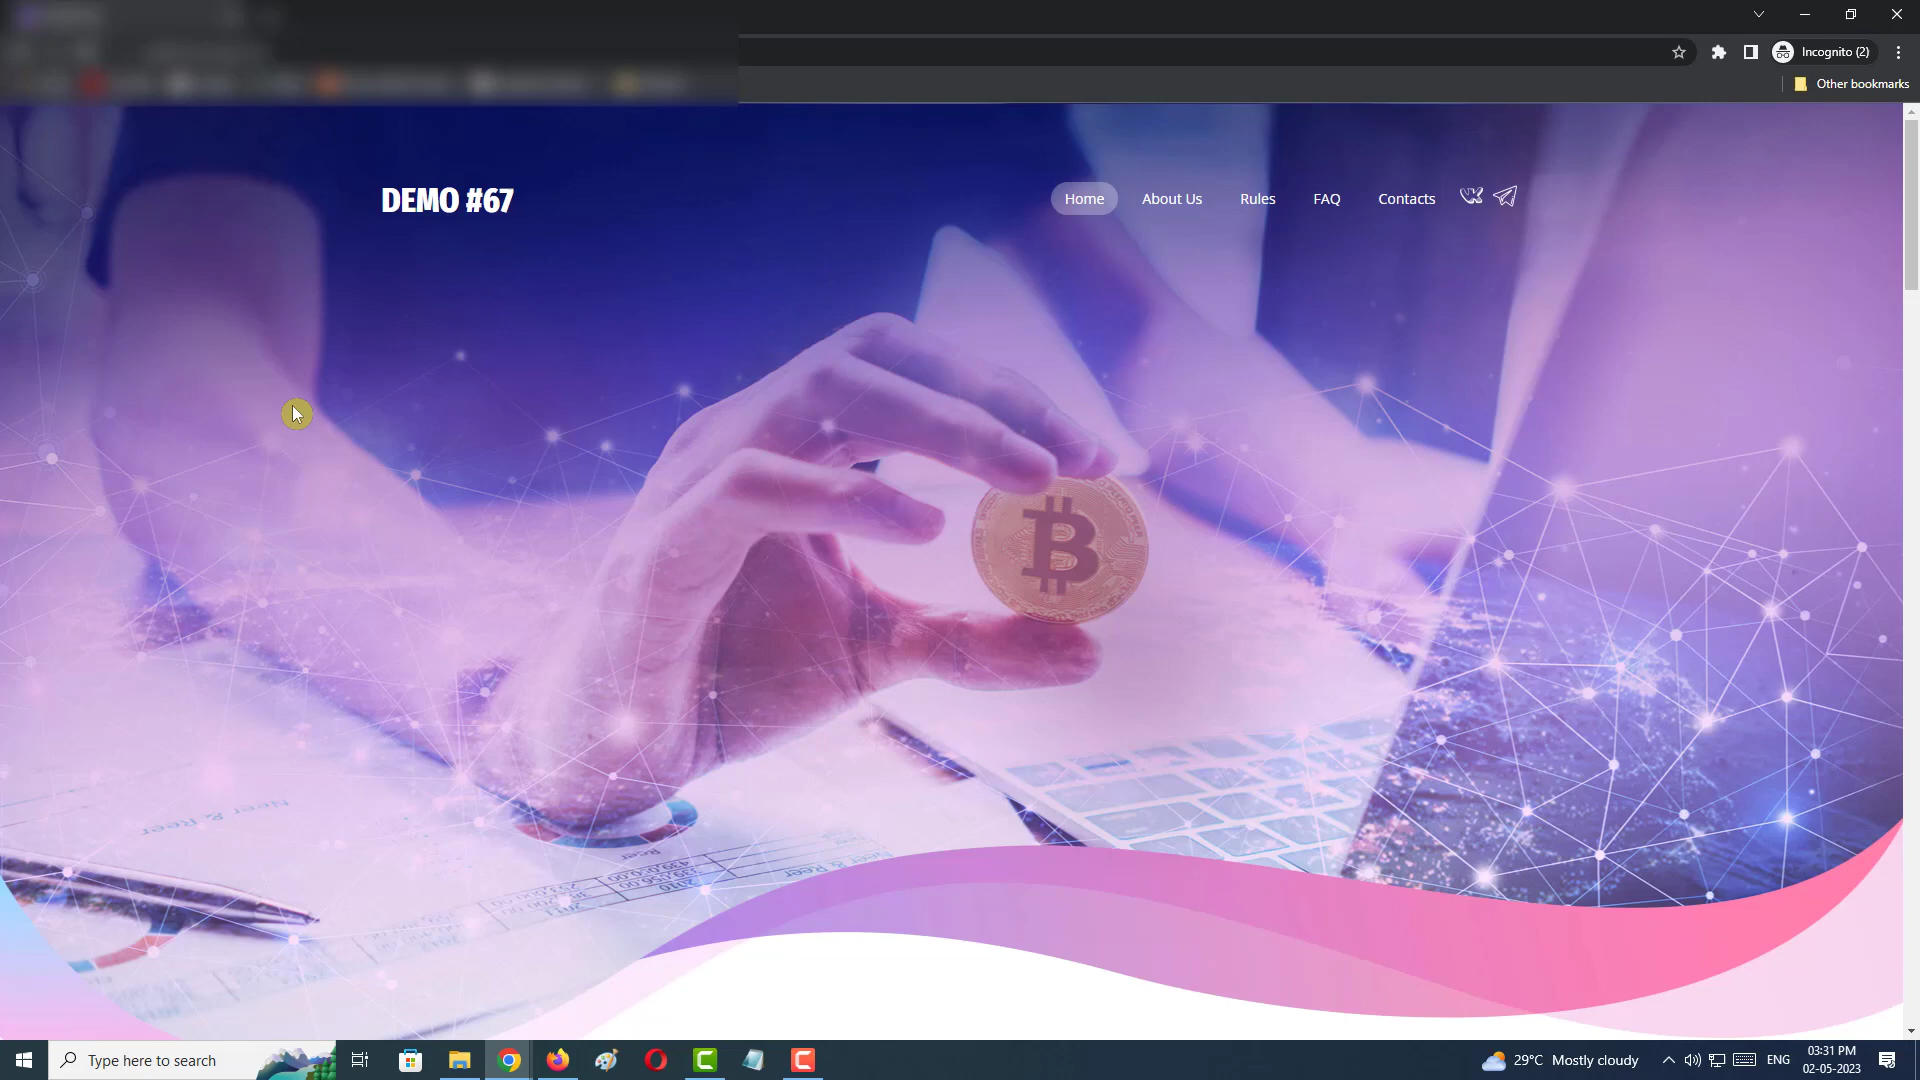 Incognito (2)
Other bookmarks
DEMO #67
Home
About Us
Rules
FAQ
Contacts
Type here to search
29°C Mostly cloudy
ENG
03:31 PM
02-05-2023